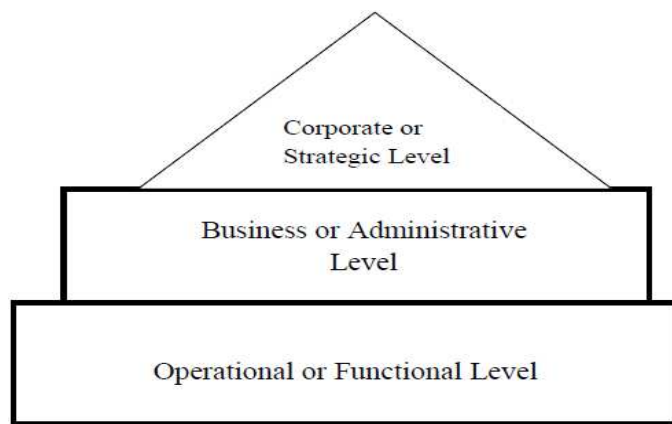 Corporate or
Strategic Level
Business or Administrative
Level
Operational or Functional Level